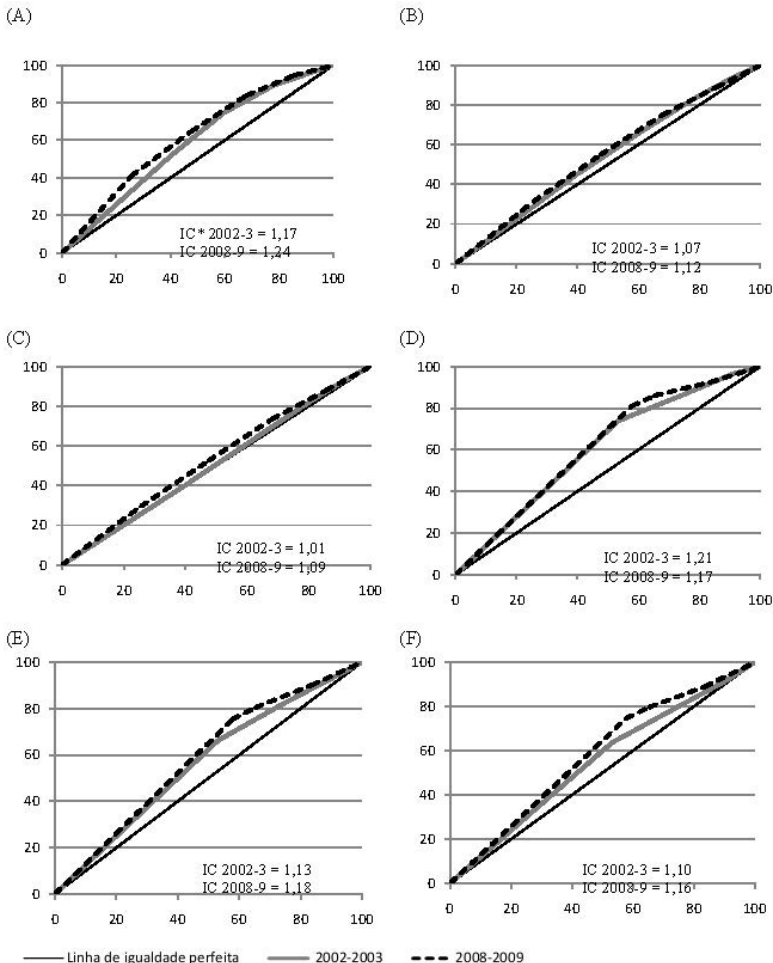 (A)
(B)
100
80
60
40
20
0
IC * 2002-3 = 1,17
IC 2008-9 = 1,24
0 20 40 60 80 100
100
80
60
40
20
0
IC 2002-3 = 1,07
IC 2008-9 = 1,12
0 20 40 60 80 100
(C)
(D)
100
80
60
40
20
0
IC 2002-3 = 1,01
IC 2008-9 = 1,09
0 20 40 60 80 100
100
80
60
40
20
0
IC 2002-3 = 1,21
IC 2008-9 = 1,17
0 20 40 60 80 100
(E)
(F)
100
80
60
40
20
0
IC 2002-3 = 1,13
IC 2008-9 = 1,18
0 20 40 60 80 100
100
80
60
40
20
0
IC 2002-3 = 1,10
IC 2008-9 = 1,16
0 20 40 60 80 100
Linha de igualdade perfeita 2002-2003 2008-2009